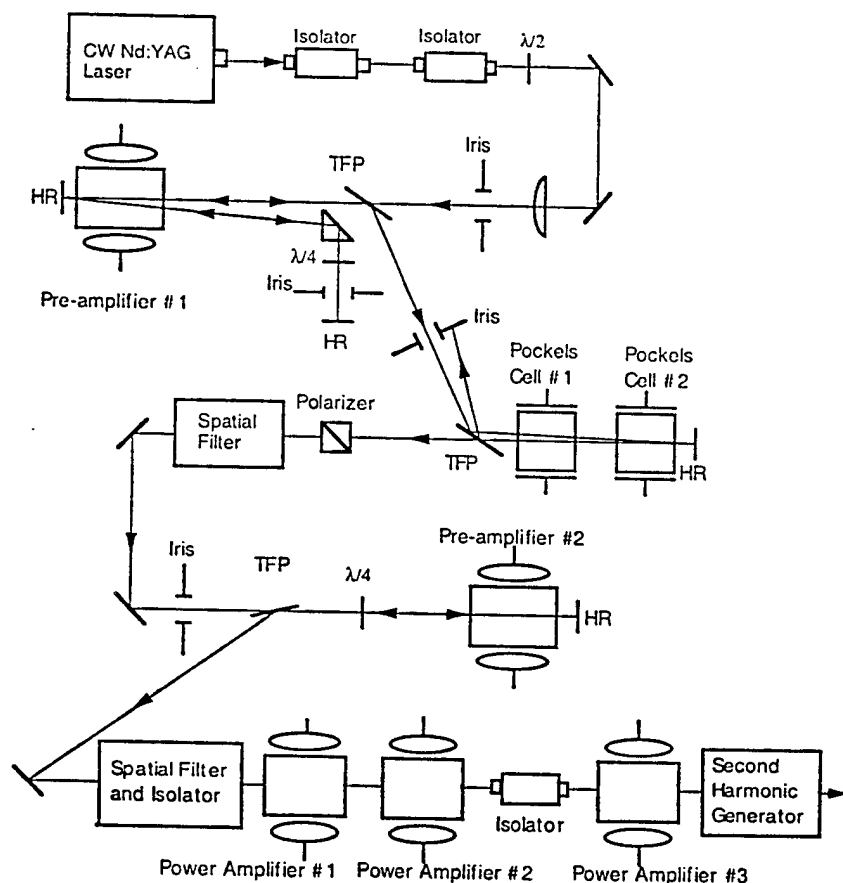 Isolator
Isolator
λ/2
CW Nd:YAG
Laser
Iris
TFP
HR
λ/4
Iris
Pre-amplifier #1
HR
Iris
Pockels
Cell #1
Pockels
Cell #2
Polarizer
Spatial
Filter
TFP
HR
Pre-amplifier #2
Iris
TFP
λ/4
HR
Spatial Filter
and Isolator
Isolator
Second
Harmonic
Generator
Power Amplifier #1
Power Amplifier #2
Power Amplifier #3